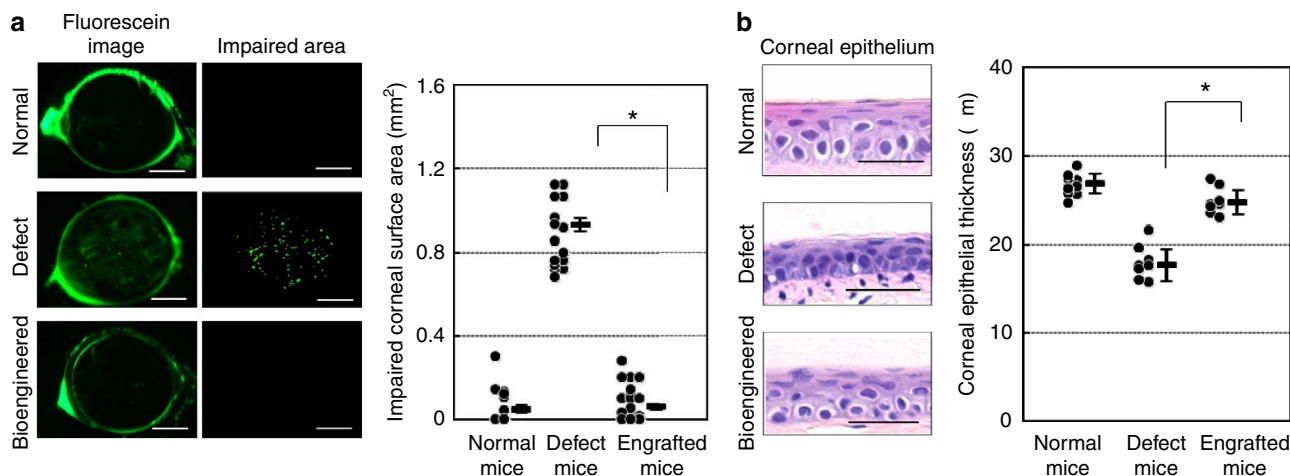 a
Fluorescein
image
Impaired area
Normal
Defect
Bioengineered
Impaired corneal surface area (mm²)
1.6
1.2
0.8
0.4
0
*
Normal
mice
Defect
mice
Engrafted
mice
b
Corneal epithelium
Normal
Defect
Bioengineered
Corneal epithelial thickness ( m)
40
30
20
10
0
*
Normal
mice
Defect
mice
Engrafted
mice